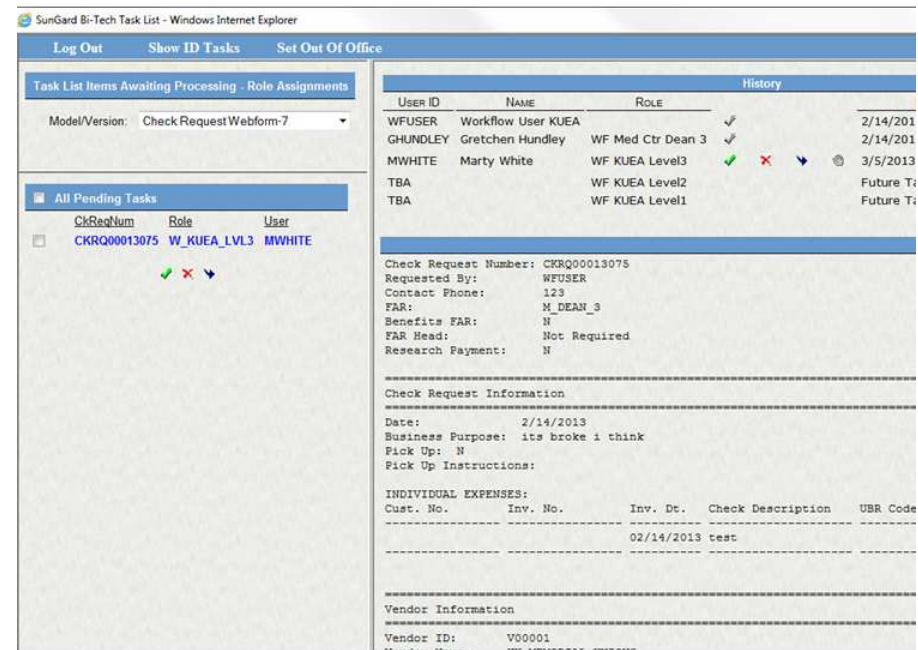 SunGard Bi-Tech Task List - Windows Internet Explorer
Log Out Show ID Tasks Set Out Of Office
Task List Items Awaiting Processing - Role Assignments
Model/Version: Check Request Webform-7
All Pending Tasks
CkReqNum Role User
CKRQ00013075 W_KUEA_LVL3 MWHITE
History
USER ID NAME ROLE
WFUSER Workflow User KUEA 2/14/201
GHUNDLEY Gretchen Hundley WF Med Ctr Dean 3 2/14/201
MWHITE Marty White WF KUEA Level3 3/5/2013
TBA WF KUEA Level2 Future Ta
TBA WF KUEA Level1 Future Ta
Check Request Number: CKRQ00013075
Requested By: WFUSER
Contact Phone: 123
FAR: M_DEAN_3
Benefits FAR: N
FAR Head: Not Required
Research Payment: N
Check Request Information
Date: 2/14/2013
Business Purpose: its broke i think
Pick Up: N
Pick Up Instructions:
INDIVIDUAL EXPENSES:
Cust. No. Inv. No. Inv. Dt. Check Description UBR Code
02/14/2013 test
Vendor Information
Vendor ID: V00001